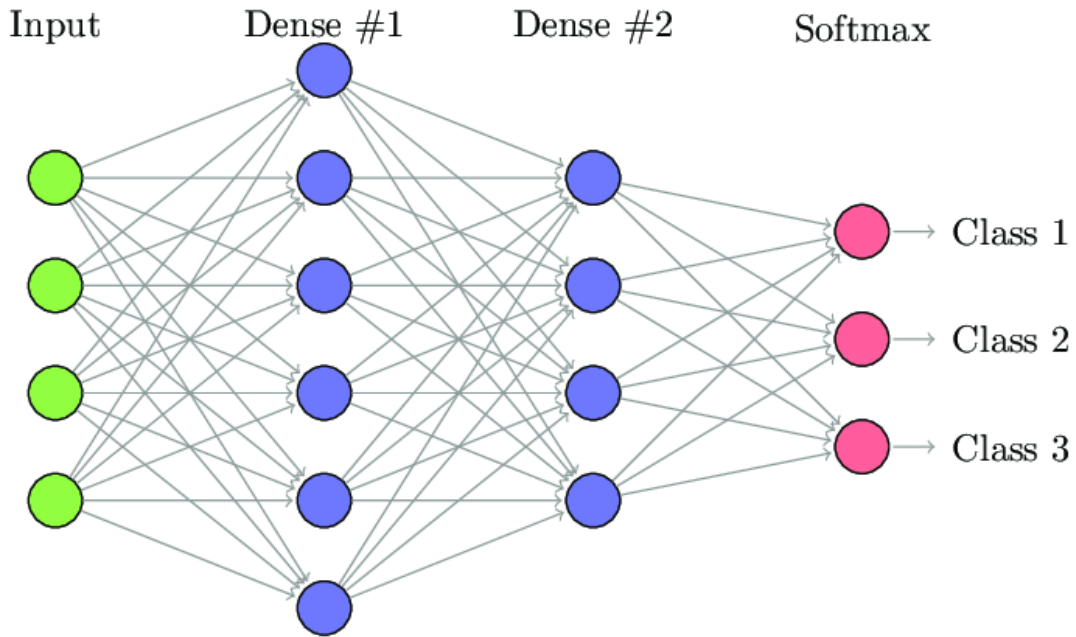 Input
Dense #1
Dense #2
Softmax
Class 1
Class 2
Class 3